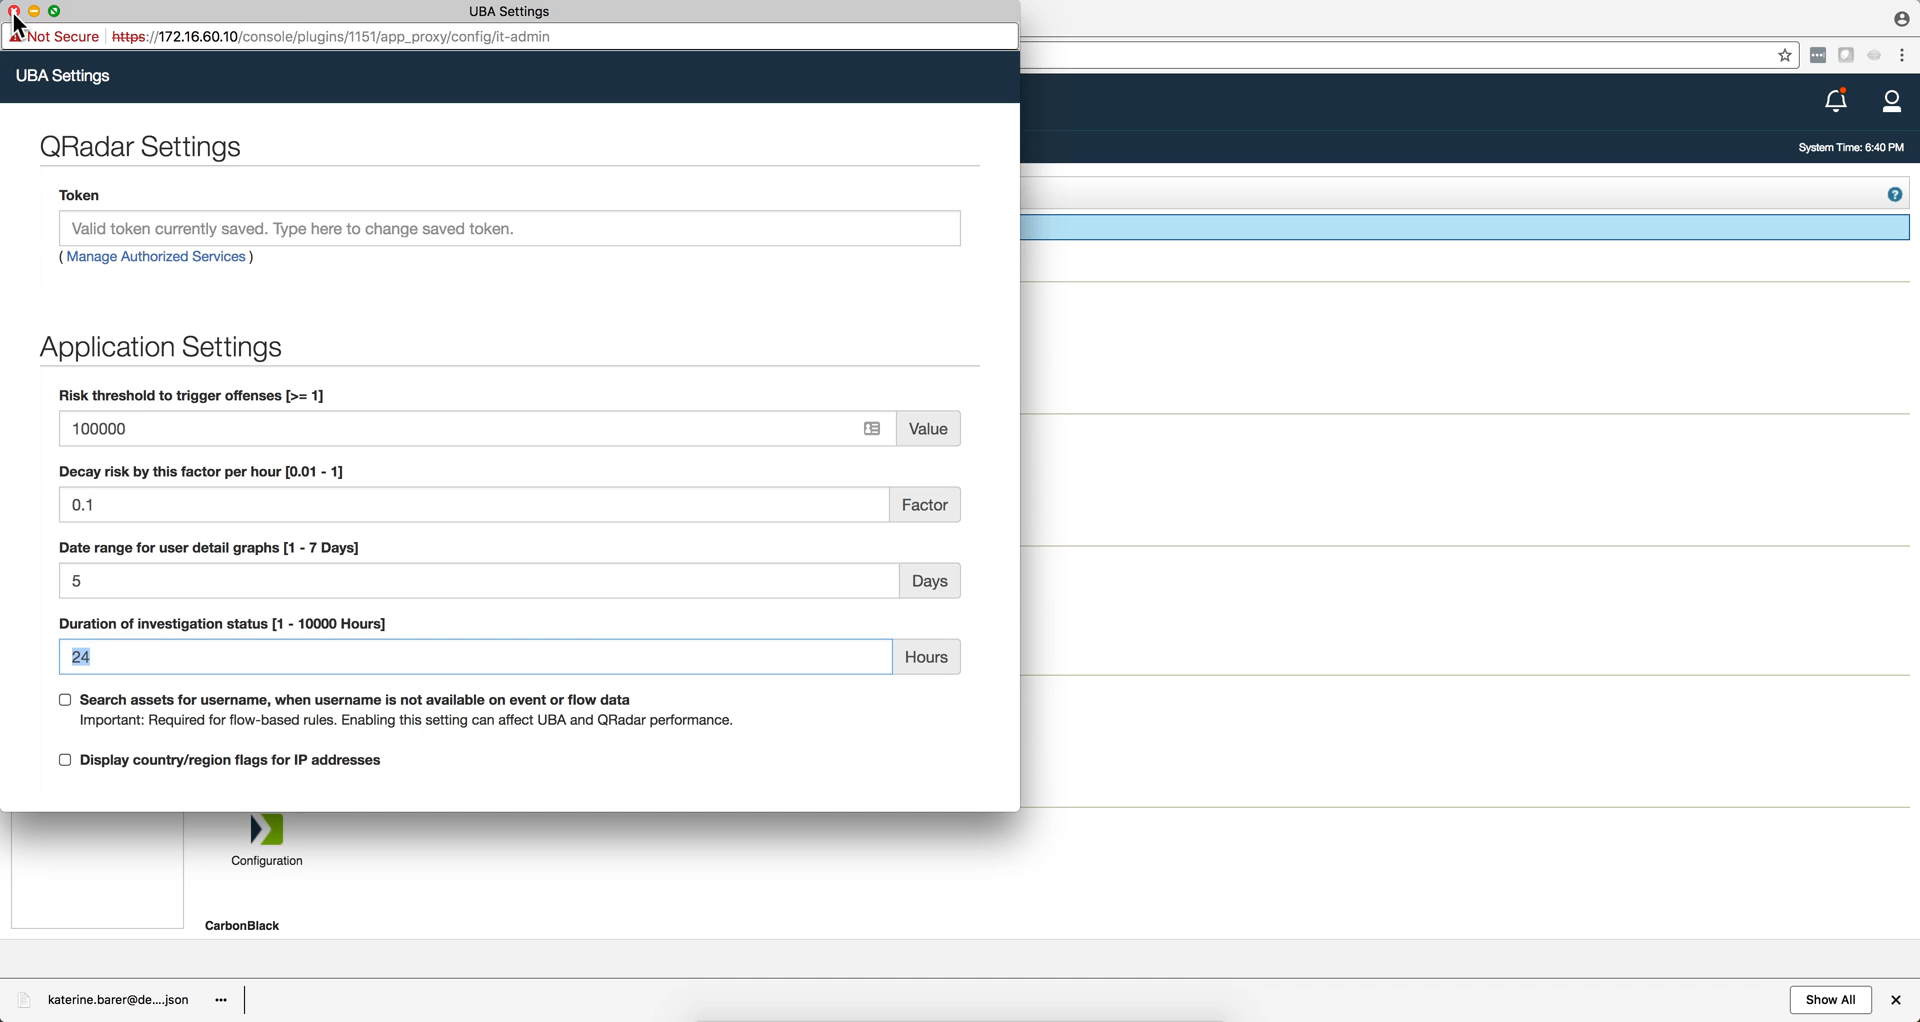 UBA Settings
Not Secure https://172.16.60.10/console/plugins/1151/app_proxy/config/it-admin
UBA Settings
System Time: 6:40 PM
QRadar Settings
Token
Valid token currently saved. Type here to change saved token.
( Manage Authorized Services )
Application Settings
Risk threshold to trigger offenses [>= 1]
100000 Value
Decay risk by this factor per hour [0.01 - 1]
0.1 Factor
Date range for user detail graphs [1 - 7 Days]
5 Days
Duration of investigation status [1 - 10000 Hours]
24 Hours
Search assets for username, when username is not available on event or flow data
Important: Required for flow-based rules. Enabling this setting can affect UBA and QRadar performance.
Display country/region flags for IP addresses
Configuration
CarbonBlack
katerine.barer@de....json
Show All